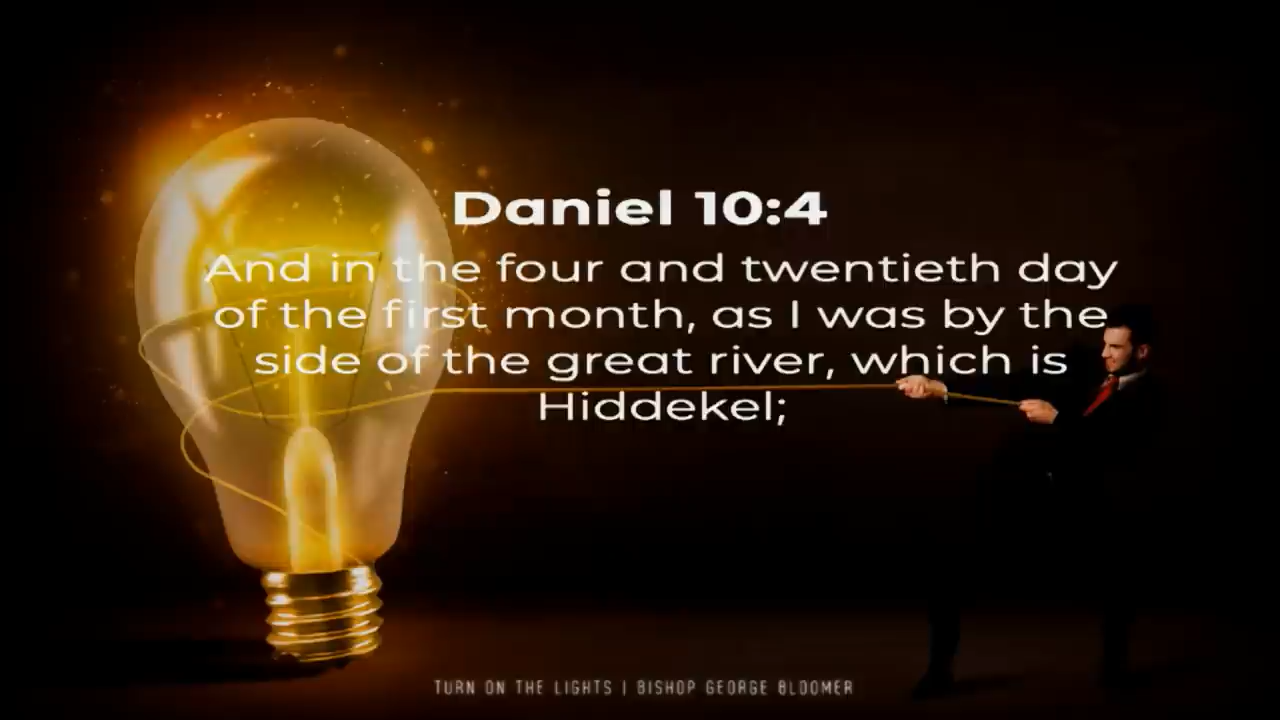 Daniel 10:4
And in the four and twentieth day
of the first month, as I was by the
side of the great river, which is
Hiddekel;
TURN ON THE LIGHTS | BISHOP GEORGE BLOOMER